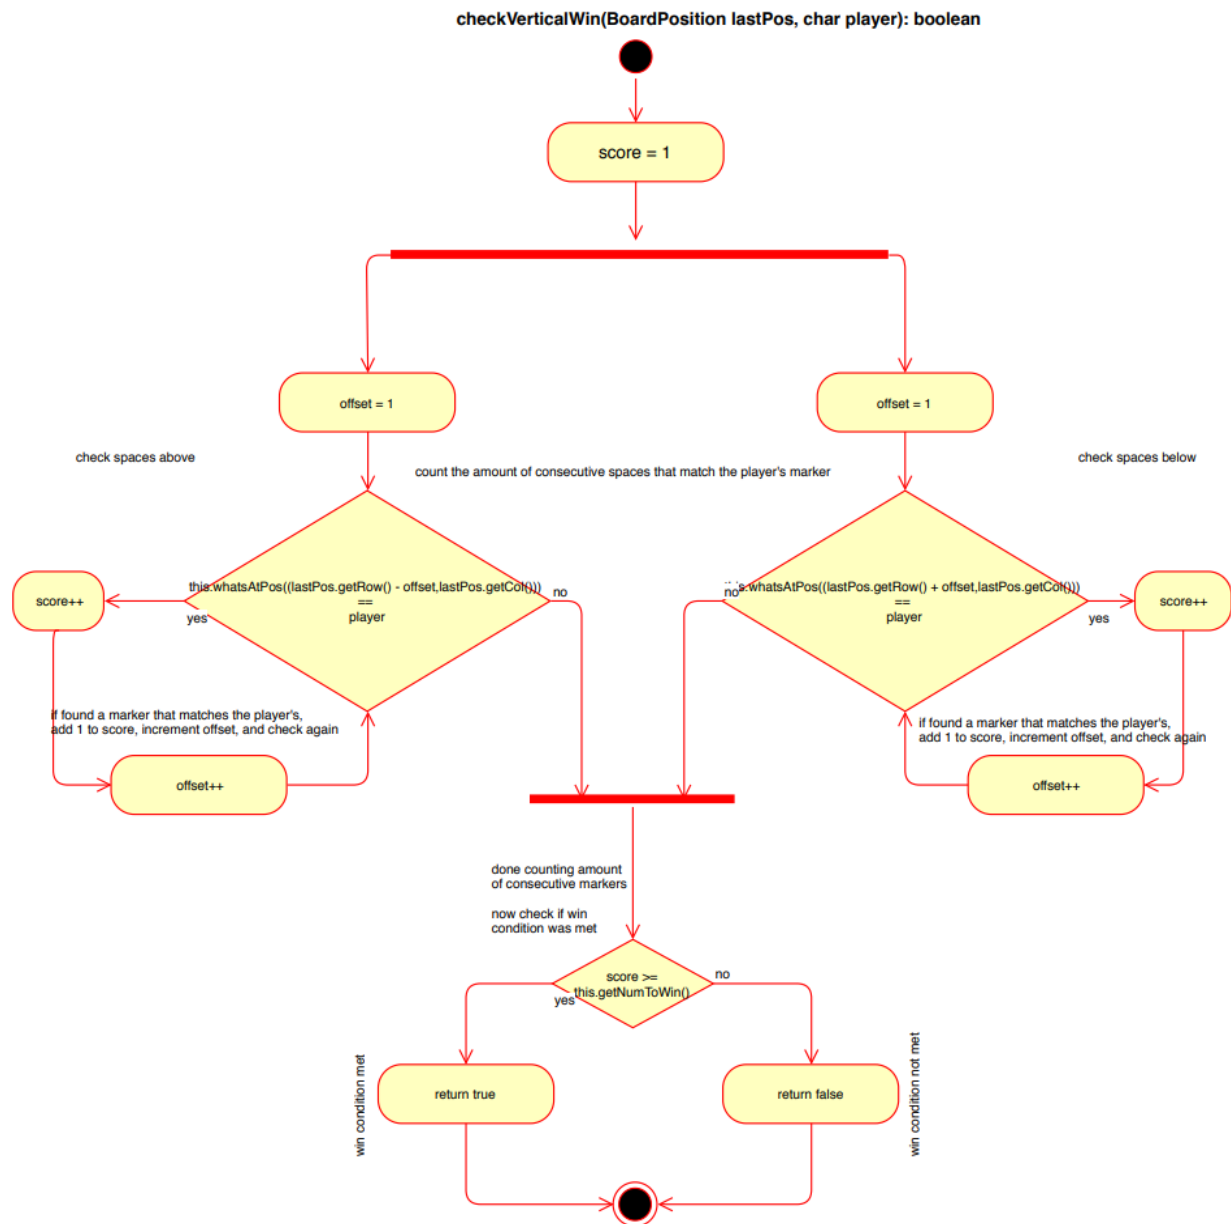 checkVerticalWin(BoardPosition lastPos, char player): boolean
score = 1
offset = 1
offset = 1
check spaces above
count the amount of consecutive spaces that match the player's marker
check spaces below
this.whatsAtPos((lastPos.getRow() - offset,lastPos.getCol()))
==
player
yes
no
score++
if found a marker that matches the player's,
add 1 to score, increment offset, and check again
offset++
this.whatsAtPos((lastPos.getRow() + offset,lastPos.getCol()))
==
player
no
yes
score++
if found a marker that matches the player's,
add 1 to score, increment offset, and check again
offset++
done counting amount
of consecutive markers
now check if win
condition was met
score >=
this.getNumToWin()
yes
no
win condition met
return true
return false
win condition not met